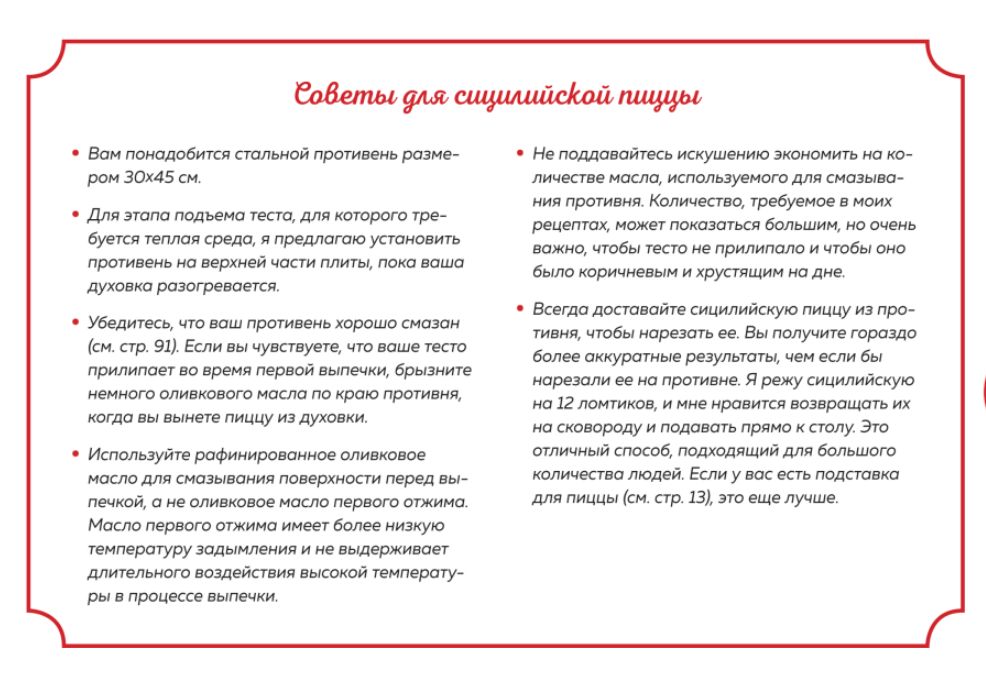 Советы для сицилийской пиццы
• Вам понадобится стальной противень разме-
ром 30х45 см.
• Для этапа подъема теста, для которого тре-
буется теплая среда, я предлагаю установить
противень на верхней части плиты, пока ваша
духовка разогревается.
• Убедитесь, что ваш противень хорошо смазан
(см. стр. 91). Если вы чувствуете, что ваше тесто
прилипает во время первой выпечки, брызните
немного оливкового масла по краю противня,
когда вы вынете пиццу из духовки.
• Используйте рафинированное оливковое
масло для смазывания поверхности перед вы-
печкой, а не оливковое масло первого отжима.
Масло первого отжима имеет более низкую
температуру задымления и не выдерживает
длительного воздействия высокой температу-
ры в процессе выпечки.
• Не поддавайтесь искушению экономить на ко-
личестве масла, используемого для смазыва-
ния противня. Количество, требуемое в моих
рецептах, может показаться большим, но очень
важно, чтобы тесто не прилипало и чтобы оно
было коричневым и хрустящим на дне.
• Всегда доставайте сицилийскую пиццу из про-
тивня, чтобы нарезать ее. Вы получите гораздо
более аккуратные результаты, чем если бы
нарезали ее на противне. Я режу сицилийскую
на 12 ломтиков, и мне нравится возвращать их
на сковороду и подавать прямо к столу. Это
отличный способ, подходящий для большого
количества людей. Если у вас есть подставка
для пиццы (см. стр. 13), это еще лучше.